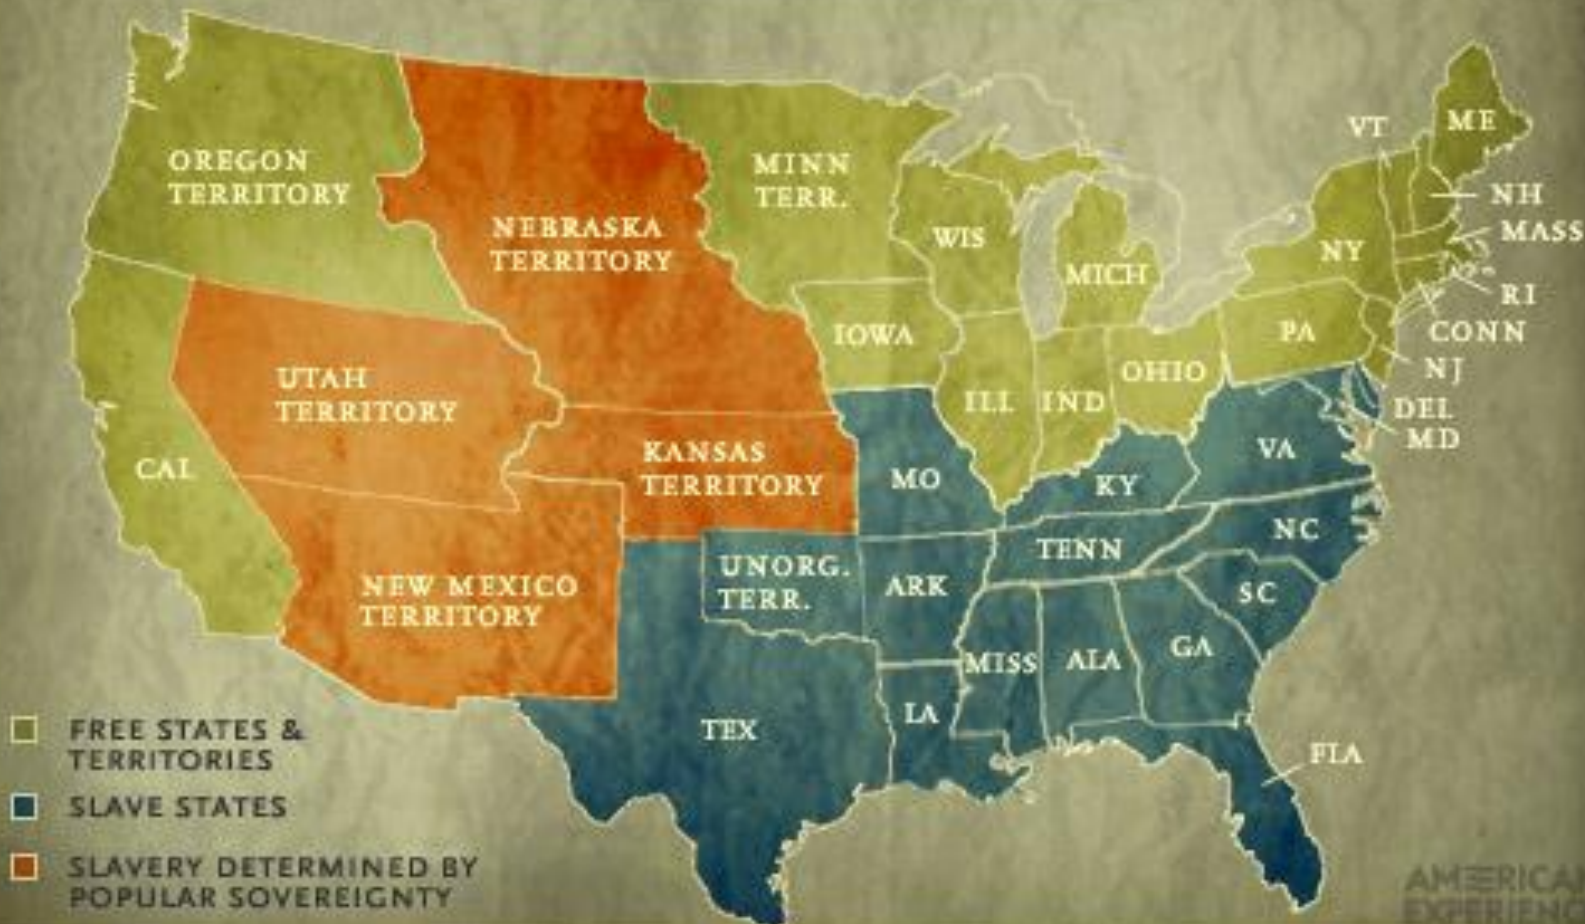 OREGON
TERRITORY
NEBRASKA
TERRITORY
MINN
TERR.
WIS
MICH
VT
ME
NH
MASS
NY
RI
CONN
PA
NJ
DEL
MD
IOWA
ILL
IND
OHIO
UTAH
TERRITORY
CAL
KANSAS
TERRITORY
MO
KY
VA
NC
TENN
NEW MEXICO
TERRITORY
UNORG.
TERR.
ARK
SC
MISS
ALA
GA
TEX
LA
FLA
FREE STATES &
TERRITORIES
SLAVE STATES
SLAVERY DETERMINED BY
POPULAR SOVEREIGNTY
AMERICAN
EXPERIENC